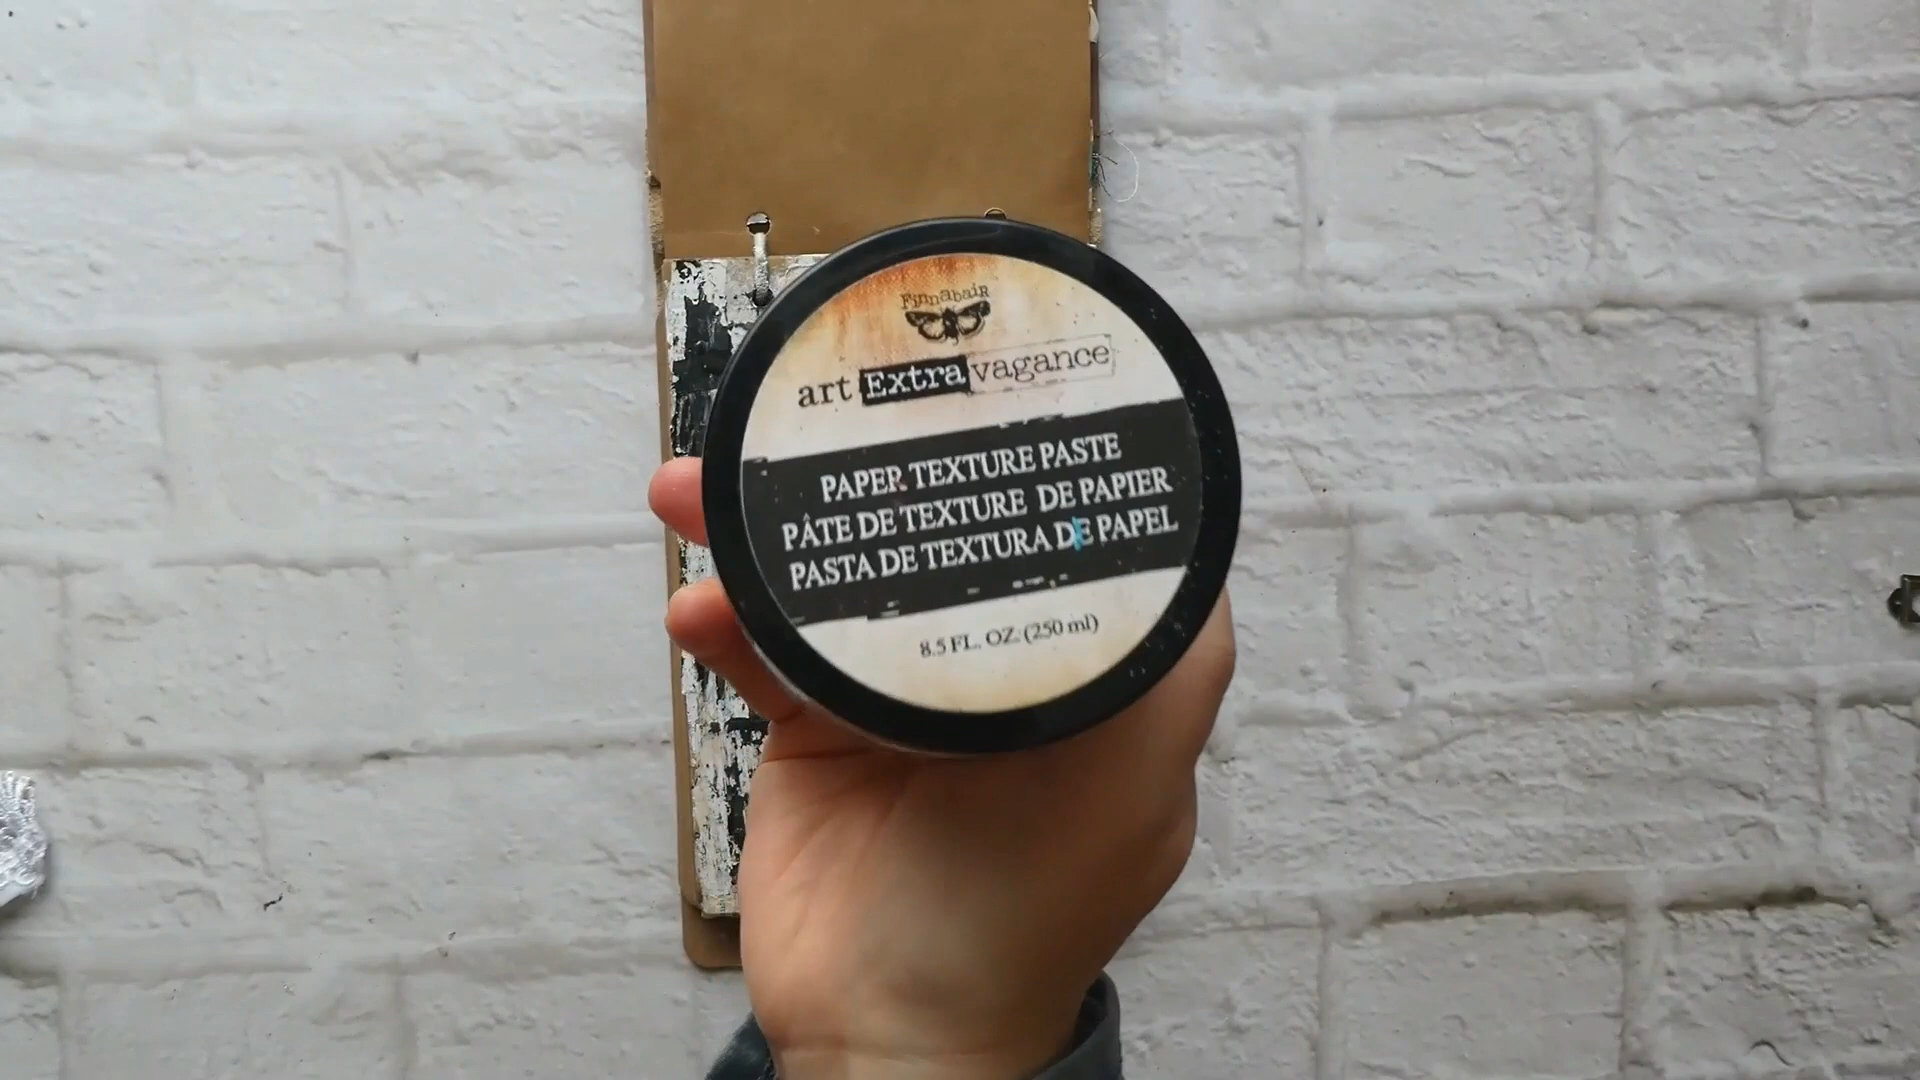 Finnabair
art Extravagance
PAPER TEXTURE PASTE
PÂTE DE TEXTURE DE PAPIER
PASTA DE TEXTURA DE PAPEL
8.5 FL. OZ. (250 ml)